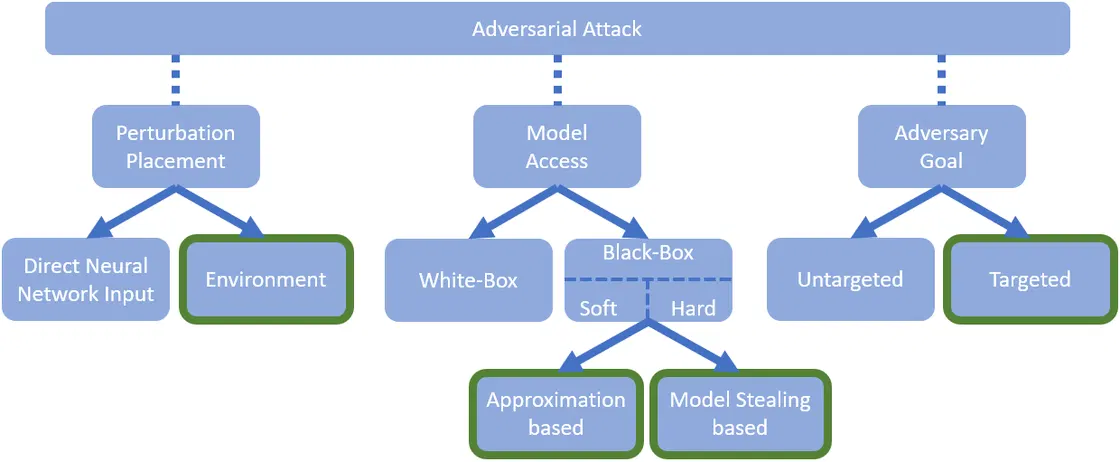 Adversarial Attack
Perturbation
Placement
Model
Access
Adversary
Goal
Direct Neural
Network Input
Environment
White-Box
Black-Box
Soft
Hard
Untargeted
Targeted
Approximation
based
Model Stealing
based